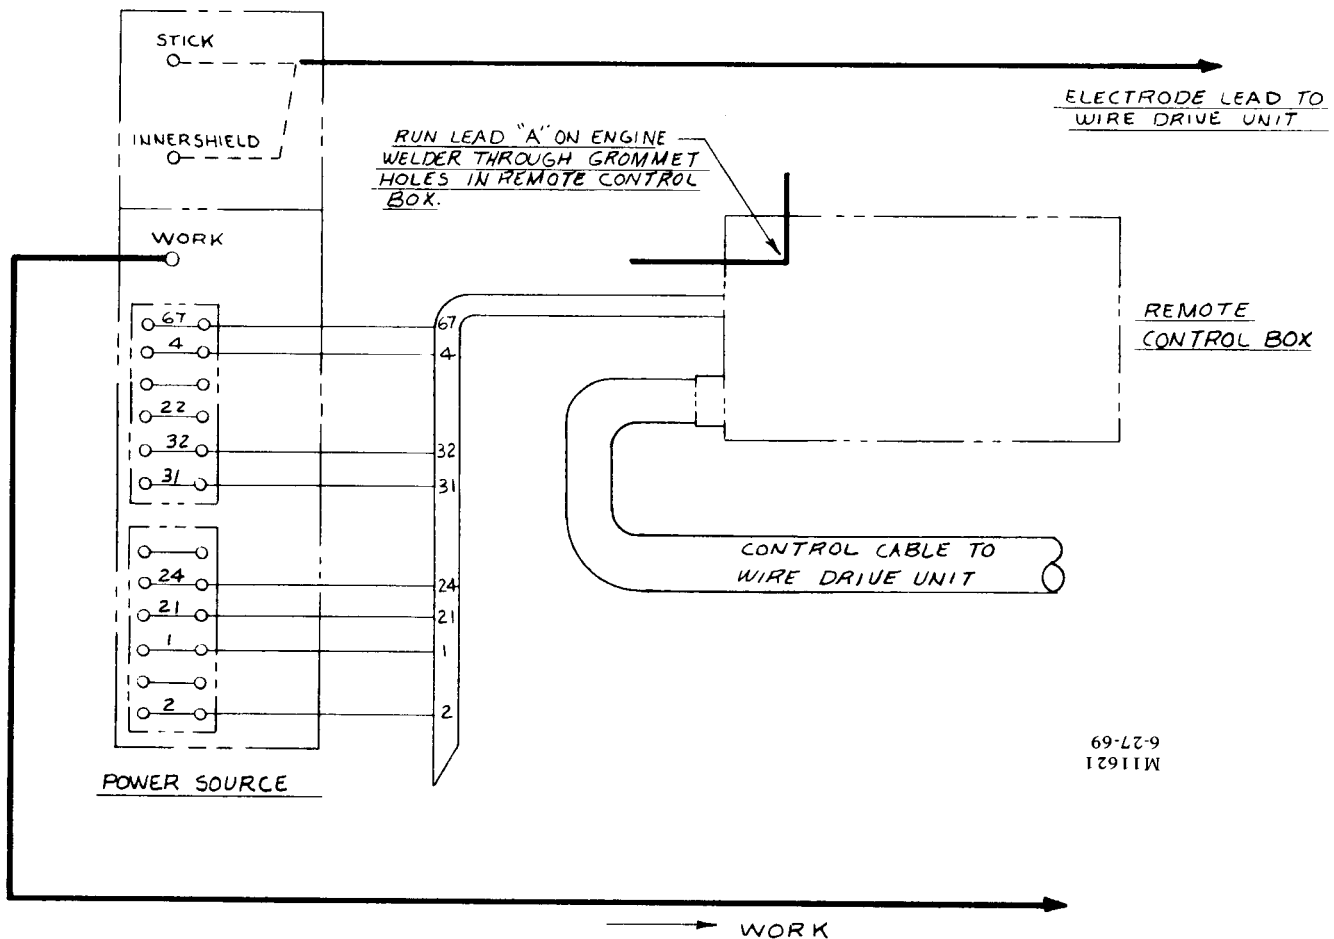 STICK
ELECTRODE LEAD TO
WIRE DRIVE UNIT
INNERSHIELD
RUN LEAD "A" ON ENGINE
WELDER THROUGH GROMMET
HOLES IN REMOTE CONTROL
BOX.
WORK
REMOTE
CONTROL BOX
67 67
4 4
22
32 32
31 31
24 24
21 21
1 1
2 2
CONTROL CABLE TO
WIRE DRIVE UNIT
POWER SOURCE
M11621
6-27-69
WORK